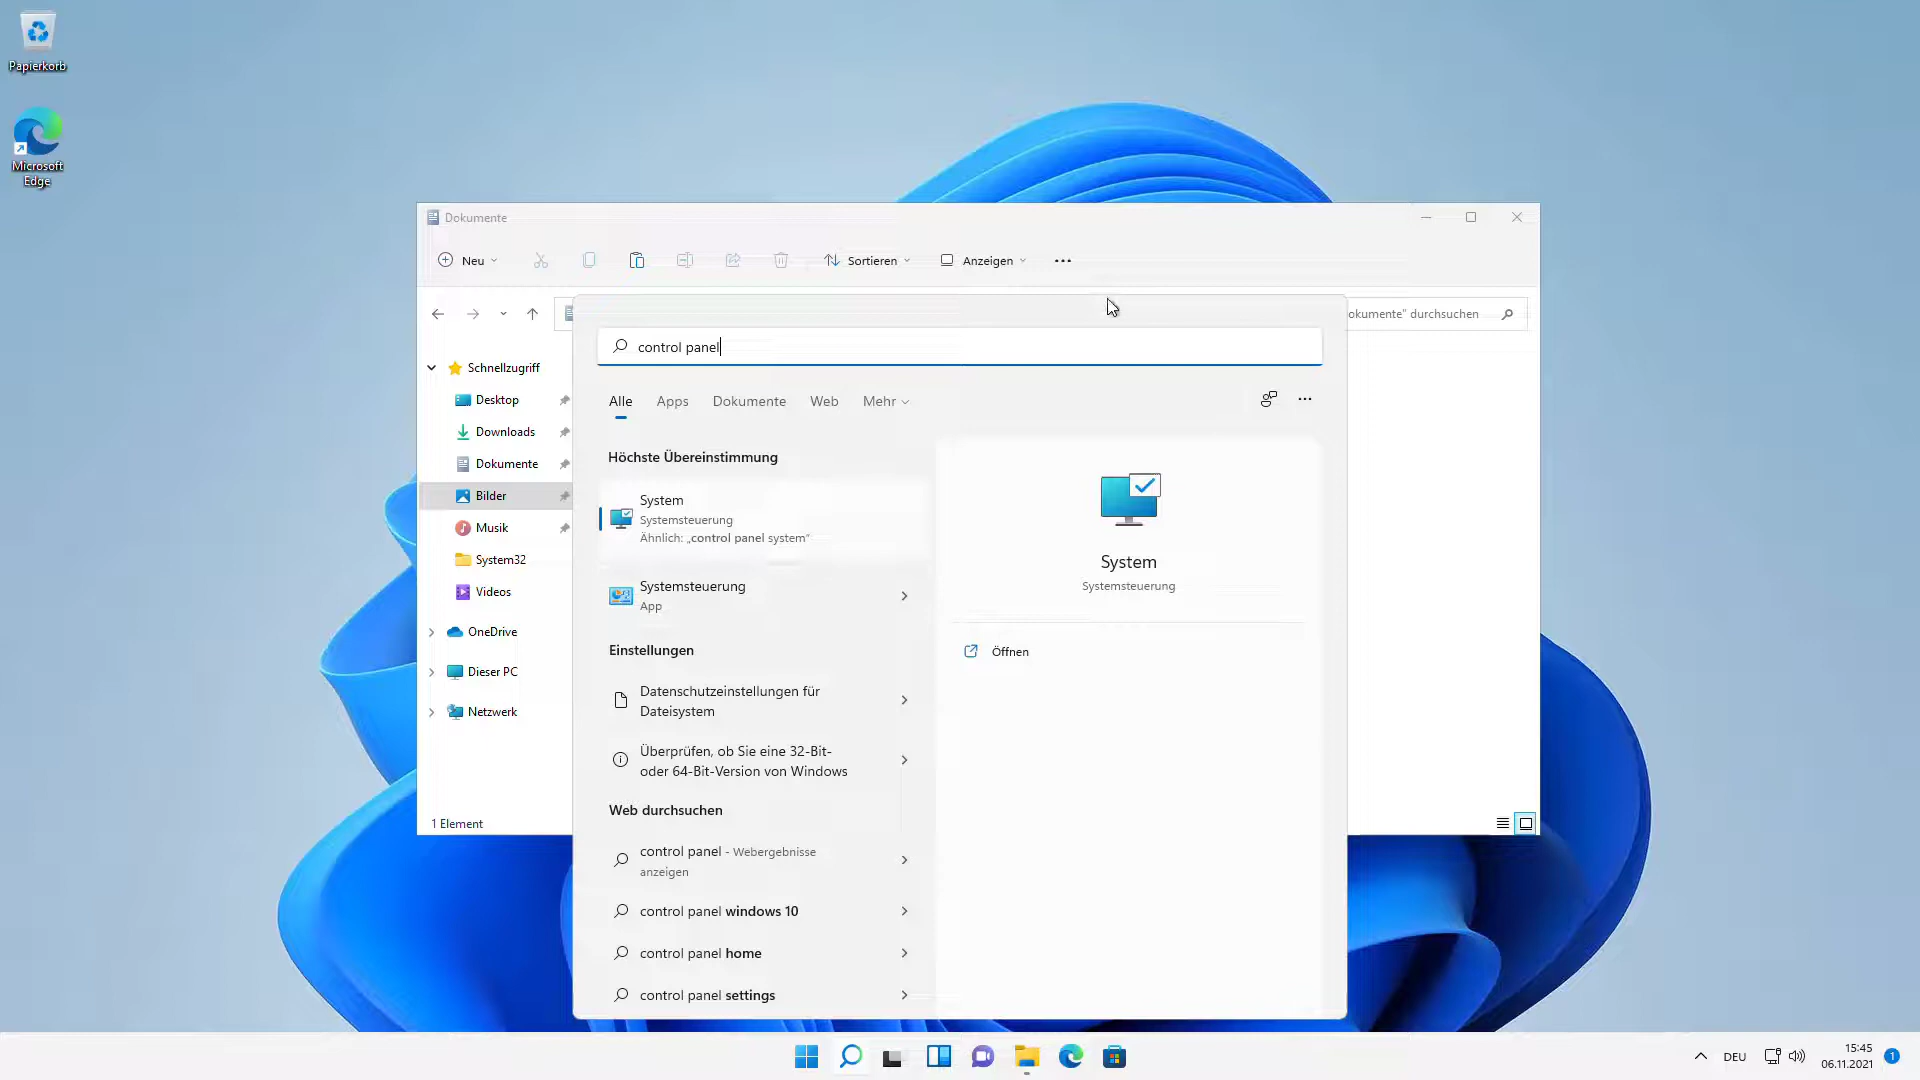 Papierkorb
Microsoft
Edge
Dokumente
Neu
Sortieren
Anzeigen
okumente" durchsuchen
Schnellzugriff
Desktop
Downloads
Dokumente
Bilder
Musik
System32
Videos
OneDrive
Dieser PC
Netzwerk
1 Element
control panel
Alle Apps Dokumente Web Mehr
Höchste Übereinstimmung
System
Systemsteuerung
Ähnlich: „control panel system"
Systemsteuerung
App
Einstellungen
Datenschutzeinstellungen für
Dateisystem
Überprüfen, ob Sie eine 32-Bit-
oder 64-Bit-Version von Windows
Web durchsuchen
control panel - Webergebnisse
anzeigen
control panel windows 10
control panel home
control panel settings
System
Systemsteuerung
Öffnen
DEU
15:45
06.11.2021
1